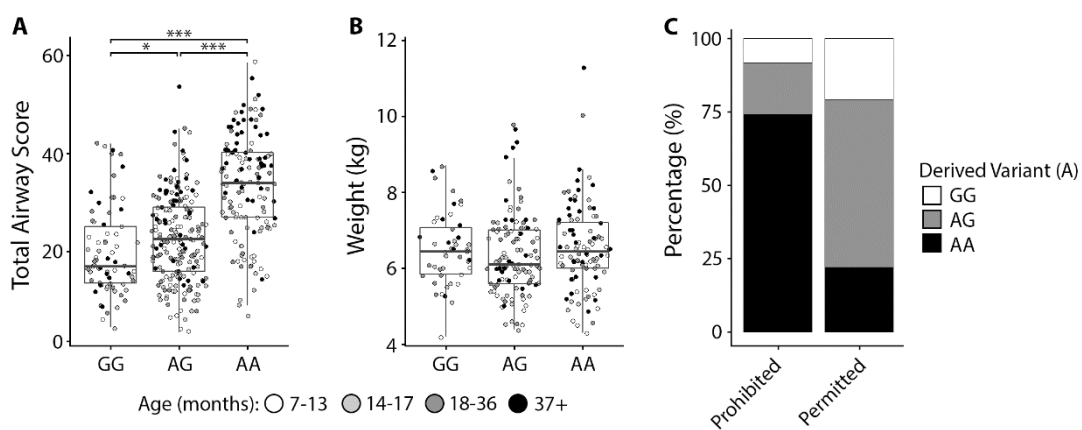 A
***
*
***
Total Airway Score
60
40
20
0
GG
AG
AA
B
Weight (kg)
12
10
8
6
4
GG
AG
AA
Age (months):
7-13
14-17
18-36
37+
C
Percentage (%)
100
75
50
25
0
Prohibited
Permitted
Derived Variant (A)
GG
AG
AA